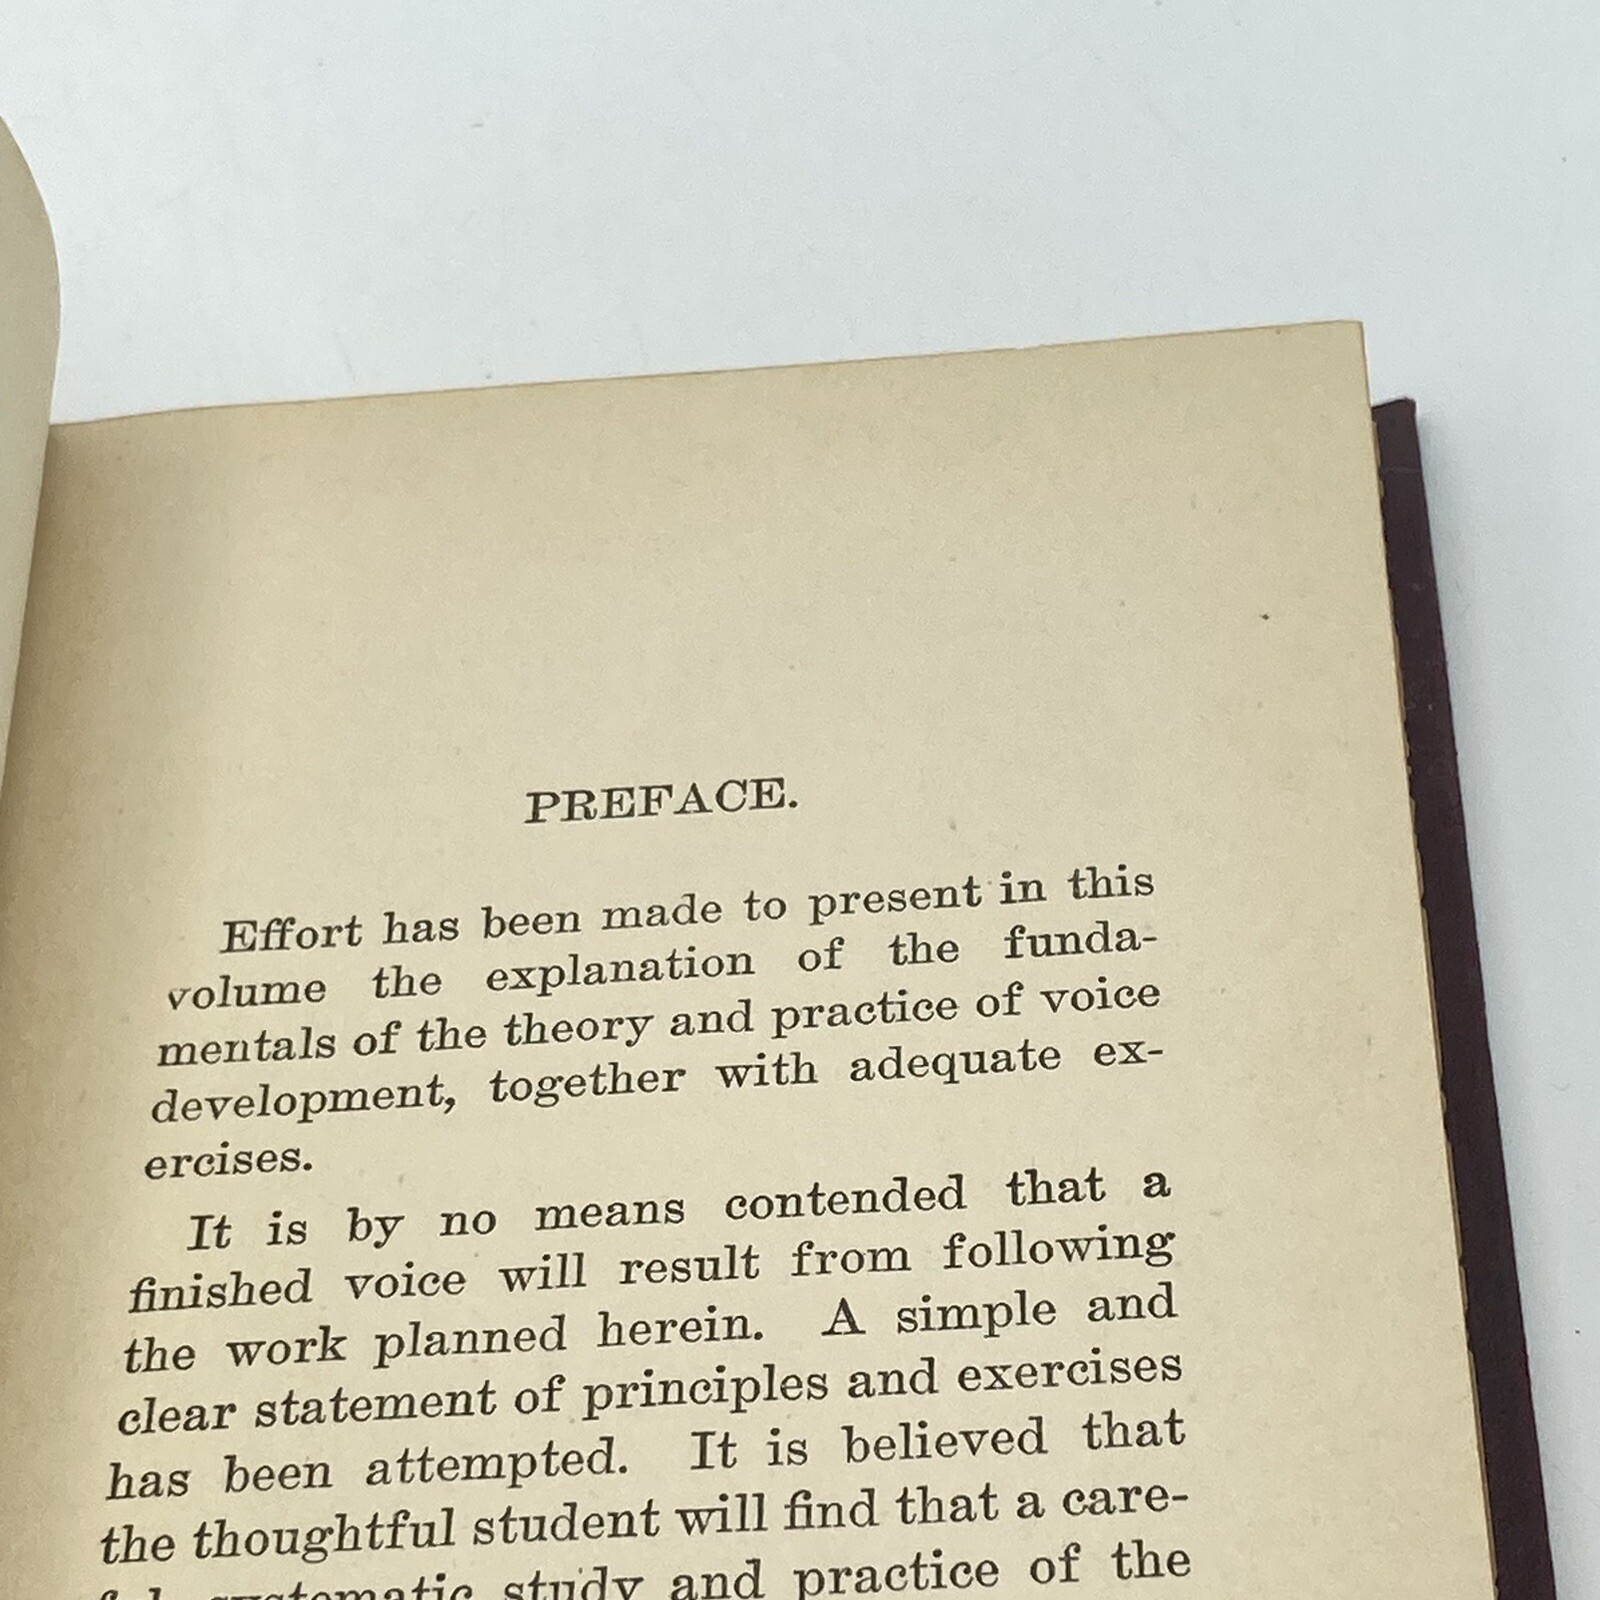 PREFACE.
Effort has been made to present in this
volume the explanation of the funda-
mentals of the theory and practice of voice
development, together with adequate ex-
ercises.
It is by no means contended that a
finished voice will result from following
the work planned herein. A simple and
clear statement of principles and exercises
has been attempted. It is believed that
the thoughtful student will find that a care-
ful, systematic study and practice of the